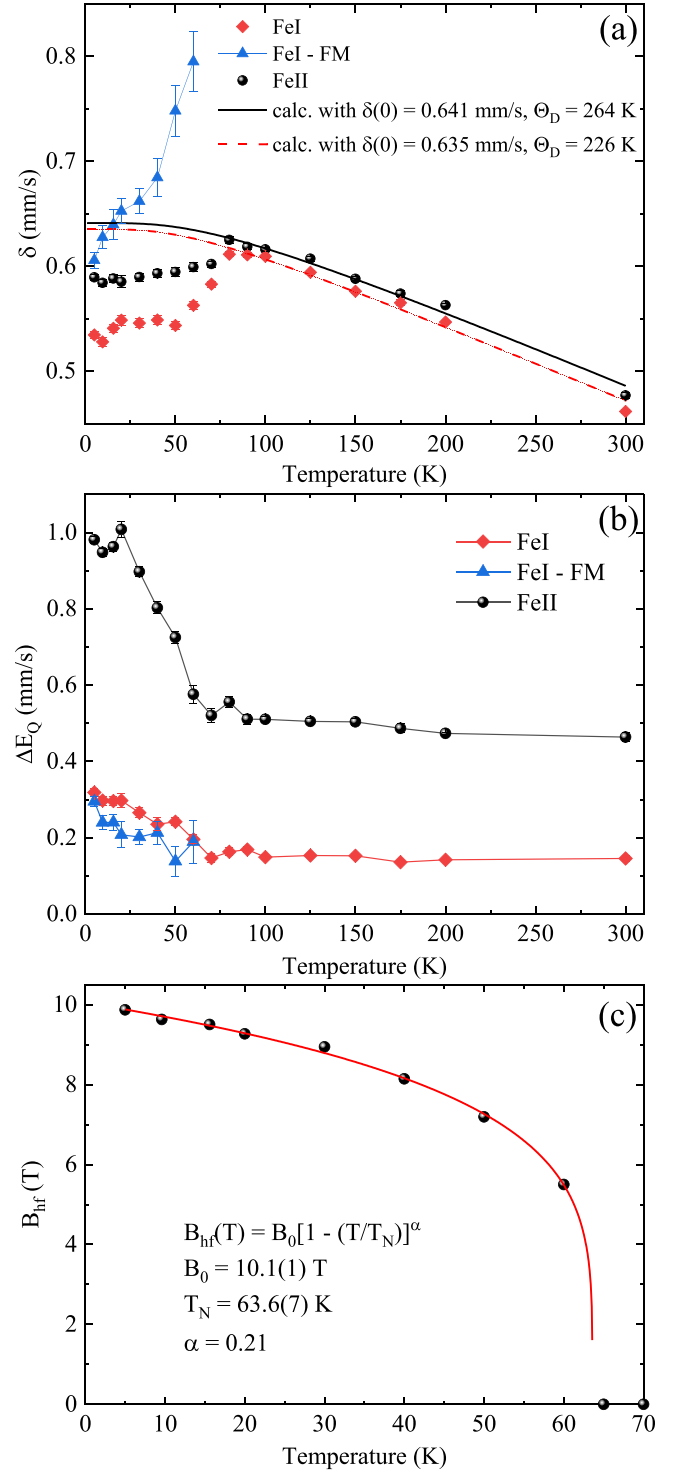 (a)
FeI
FeI - FM
FeII
calc. with δ(0) = 0.641 mm/s, Θ_D = 264 K
calc. with δ(0) = 0.635 mm/s, Θ_D = 226 K
δ (mm/s)
0.8
0.7
0.6
0.5
0 50 100 150 200 250 300
Temperature (K)
(b)
FeI
FeI - FM
FeII
ΔE_Q (mm/s)
1.0
0.8
0.6
0.4
0.2
0.0
0 50 100 150 200 250 300
Temperature (K)
(c)
B_hf (T)
10
8
6
4
2
0
B_hf(T) = B_0[1 - (T/T_N)]^α
B_0 = 10.1(1) T
T_N = 63.6(7) K
α = 0.21
0 10 20 30 40 50 60 70
Temperature (K)